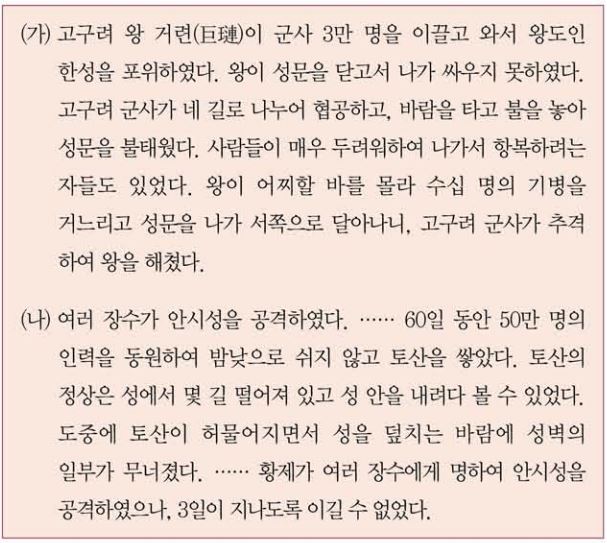 (가) 고구려 왕 거련(巨璉)이 군사 3만 명을 이끌고 와서 왕도인
한성을 포위하였다. 왕이 성문을 닫고서 나가 싸우지 못하였다.
고구려 군사가 네 길로 나누어 협공하고, 바람을 타고 불을 놓아
성문을 불태웠다. 사람들이 매우 두려워하여 나가서 항복하려는
자들도 있었다. 왕이 어찌할 바를 몰라 수십 명의 기병을
거느리고 성문을 나가 서쪽으로 달아나니, 고구려 군사가 추격
하여 왕을 해쳤다.
(나) 여러 장수가 안시성을 공격하였다. …… 60일 동안 50만 명의
인력을 동원하여 밤낮으로 쉬지 않고 토산을 쌓았다. 토산의
정상은 성에서 몇 길 떨어져 있고 성 안을 내려다 볼 수 있었다.
도중에 토산이 허물어지면서 성을 덮치는 바람에 성벽의
일부가 무너졌다. …… 황제가 여러 장수에게 명하여 안시성을
공격하였으나, 3일이 지나도록 이길 수 없었다.